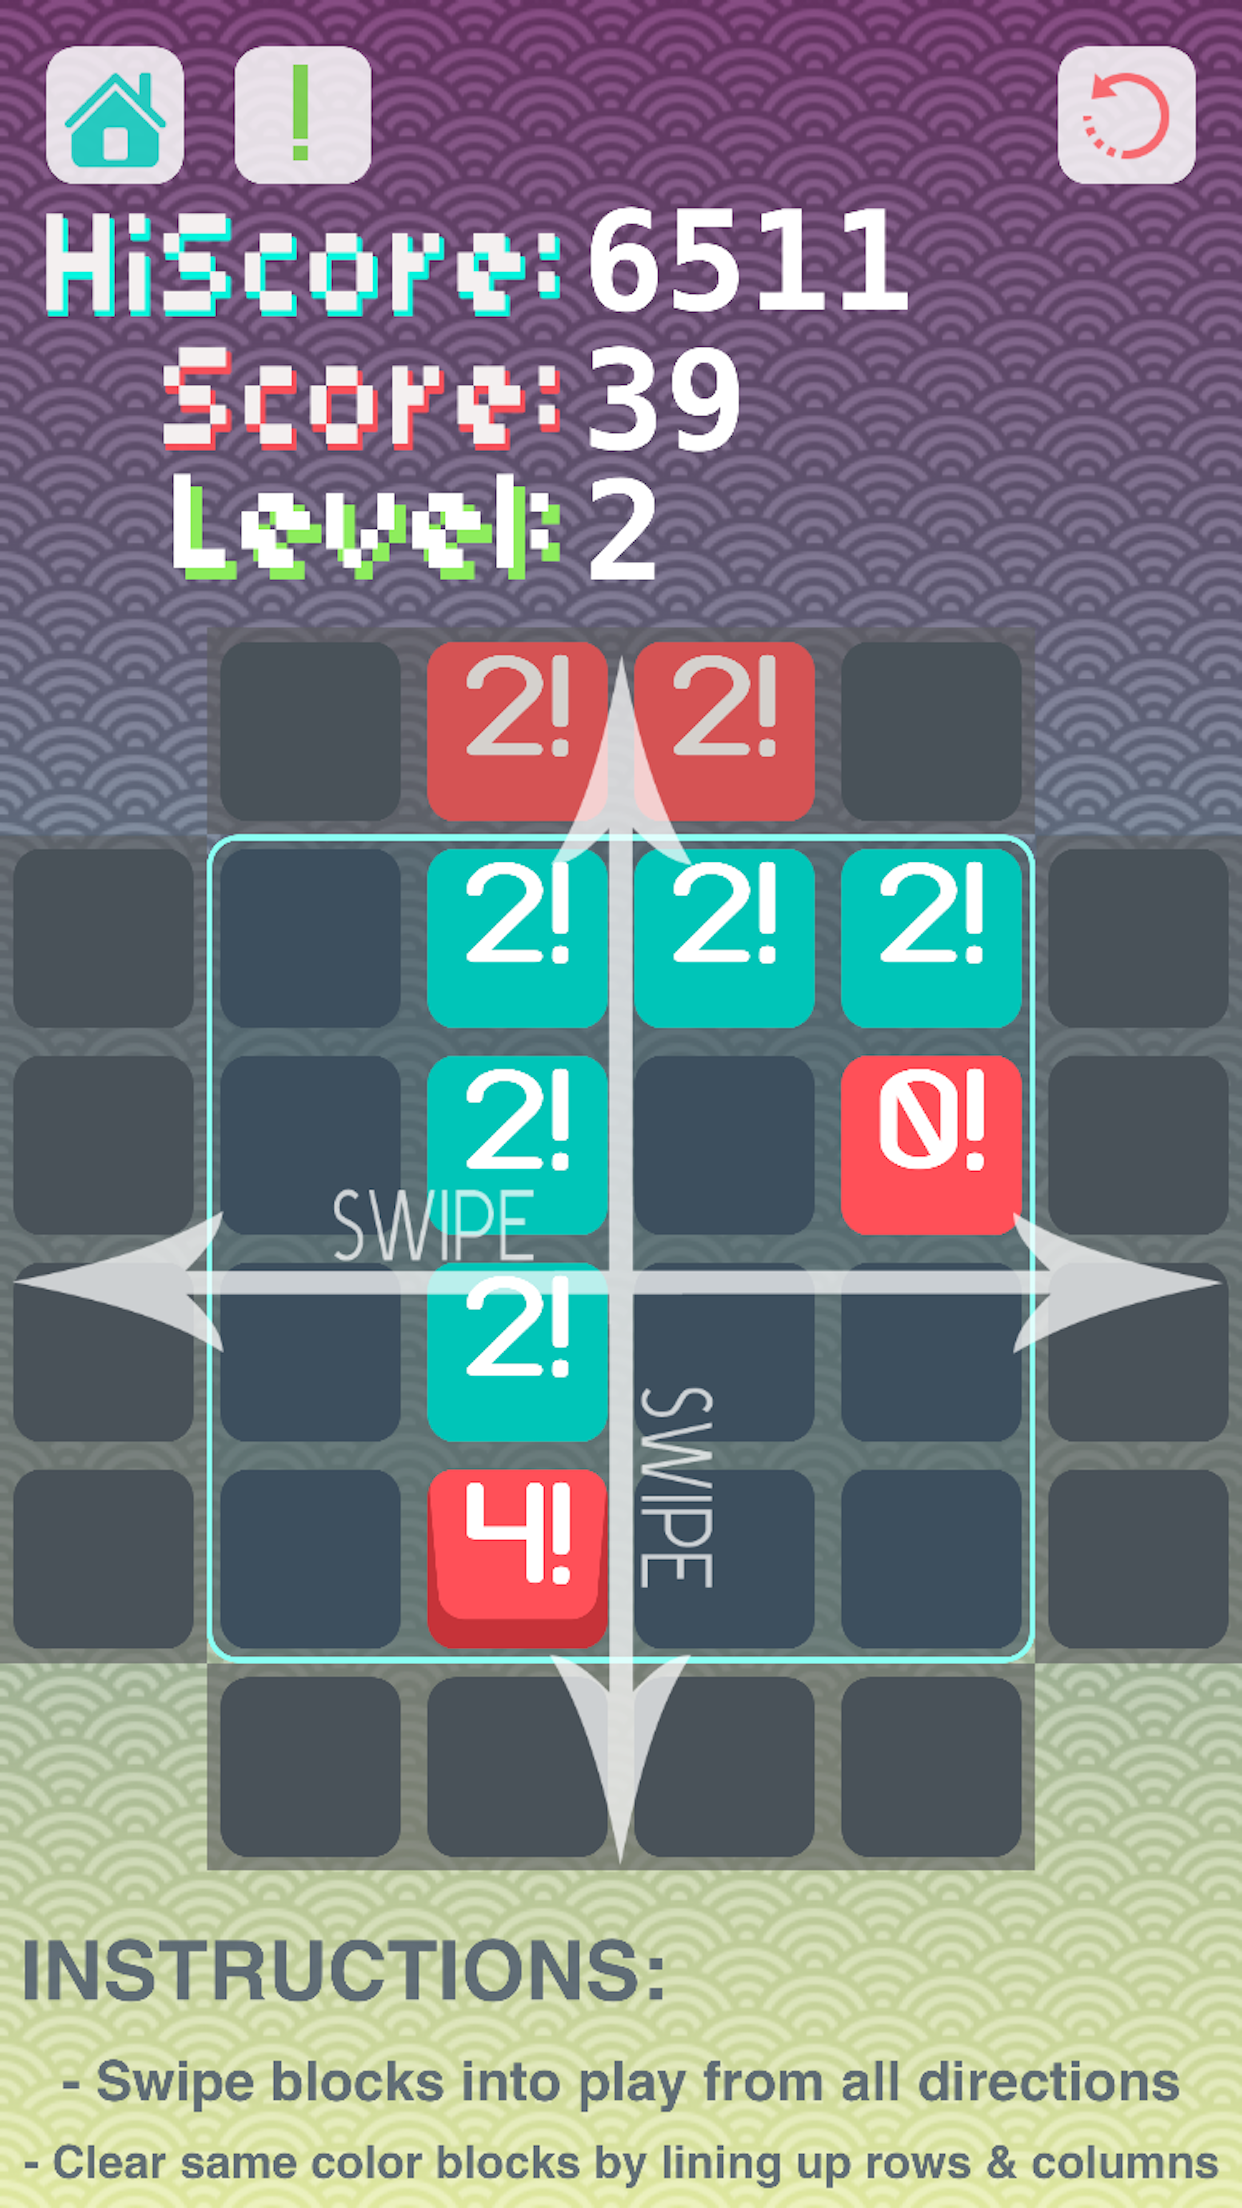 !
HiScore: 6511
Score: 39
Level: 2
2! 2!
2! 2! 2!
2! 0!
SWIPE
2!
SWIPE
4!
INSTRUCTIONS:
- Swipe blocks into play from all directions
- Clear same color blocks by lining up rows & columns